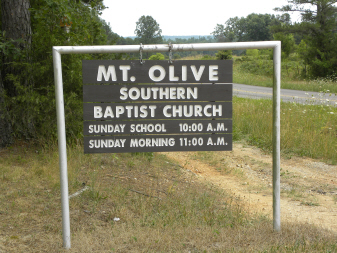 MT. OLIVE
SOUTHERN
BAPTIST CHURCH
SUNDAY SCHOOL 10:00 A.M.
SUNDAY MORNING 11:00 A.M.